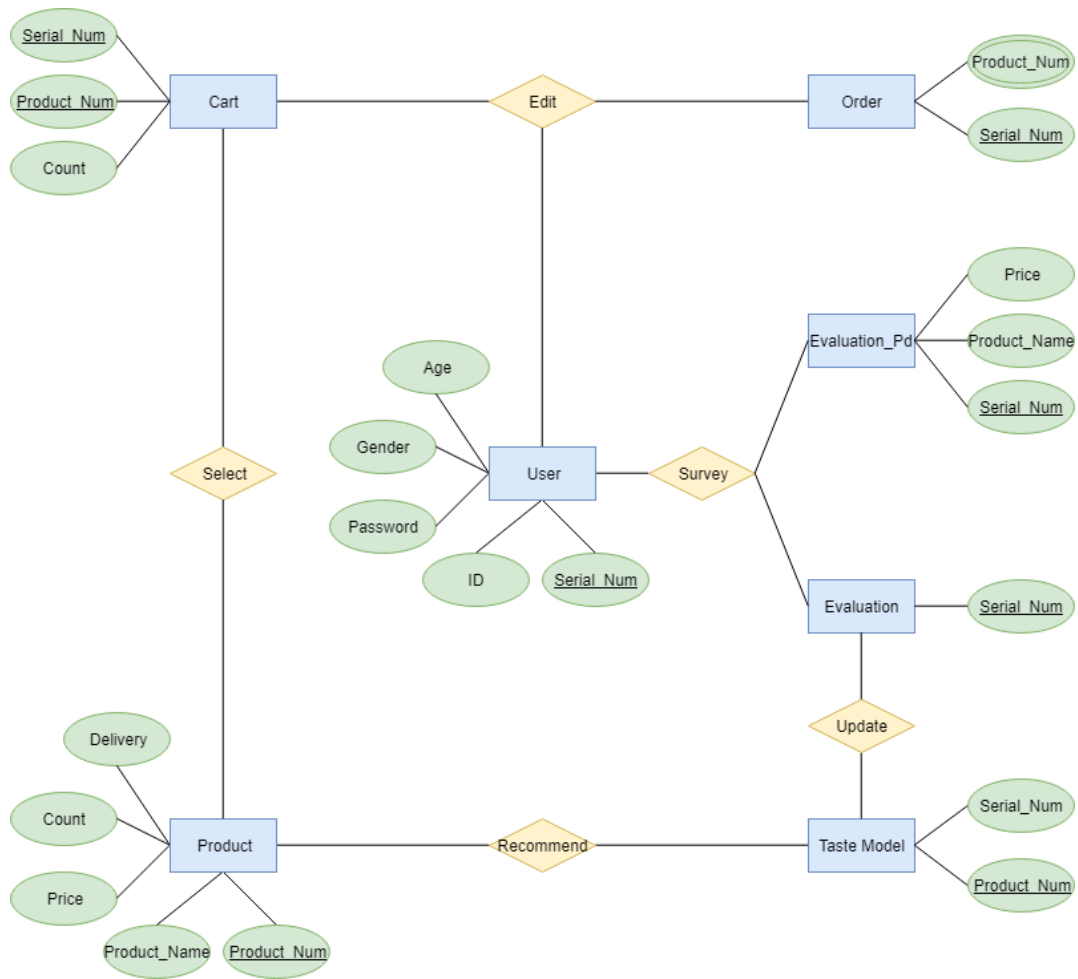 Serial_Num
Product_Num
Cart
Edit
Order
Product_Num
Count
Serial_Num
Price
Evaluation_Pd
Product_Name
Age
Serial_Num
Gender
Select
User
Survey
Password
ID
Serial_Num
Evaluation
Serial_Num
Delivery
Update
Count
Serial_Num
Product
Recommend
Taste Model
Price
Product_Num
Product_Name
Product_Num